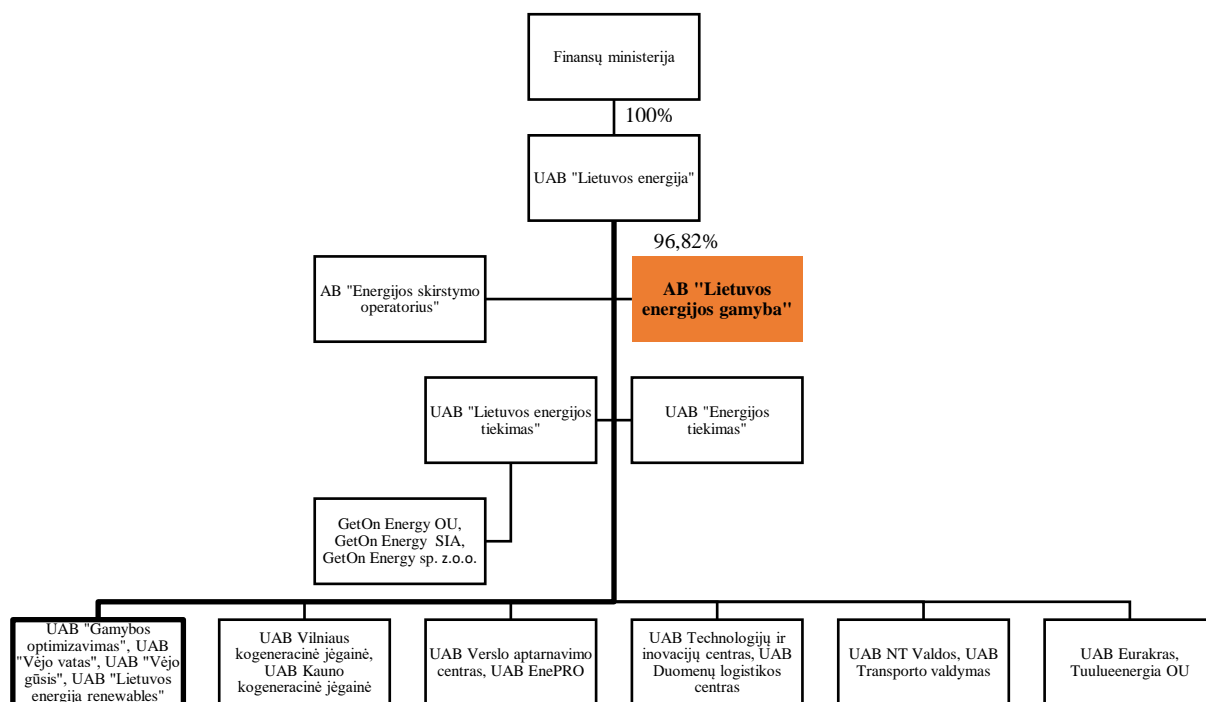 Finansų ministerija
100%
UAB "Lietuvos energija"
96,82%
AB "Energijos skirstymo
operatorius"
AB "Lietuvos
energijos gamyba"
UAB "Lietuvos energijos
tiekimas"
UAB "Energijos
tiekimas"
GetOn Energy OU,
GetOn Energy SIA,
GetOn Energy sp. z.o.o.
UAB "Gamybos
optimizavimas", UAB
"Vėjo vatas", UAB "Vėjo
gūsis", UAB "Lietuvos
energija renewables"
UAB Vilniaus
kogeneracinė jėgainė,
UAB Kauno
kogeneracinė jėgainė
UAB Verslo aptarnavimo
centras, UAB EnePRO
UAB Technologijų ir
inovacijų centras, UAB
Duomenų logistikos
centras
UAB NT Valdos, UAB
Transporto valdymas
UAB Eurakras,
Tuulueenergia OU